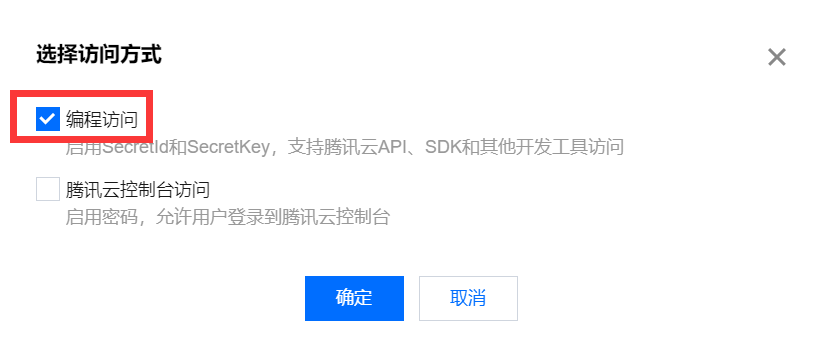 选择访问方式
编程访问
启用SecretId和SecretKey，支持腾讯云API、SDK和其他开发工具访问
腾讯云控制台访问
启用密码，允许用户登录到腾讯云控制台
确定
取消